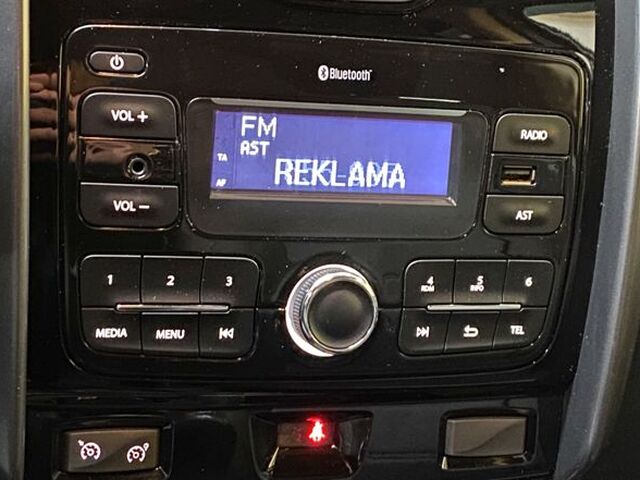 Bluetooth
VOL +
FM
AST
TA
AF
REKLAMA
RADIO
VOL –
AST
1
2
3
4
RDM
5
INFO
6
MEDIA
MENU
TEL